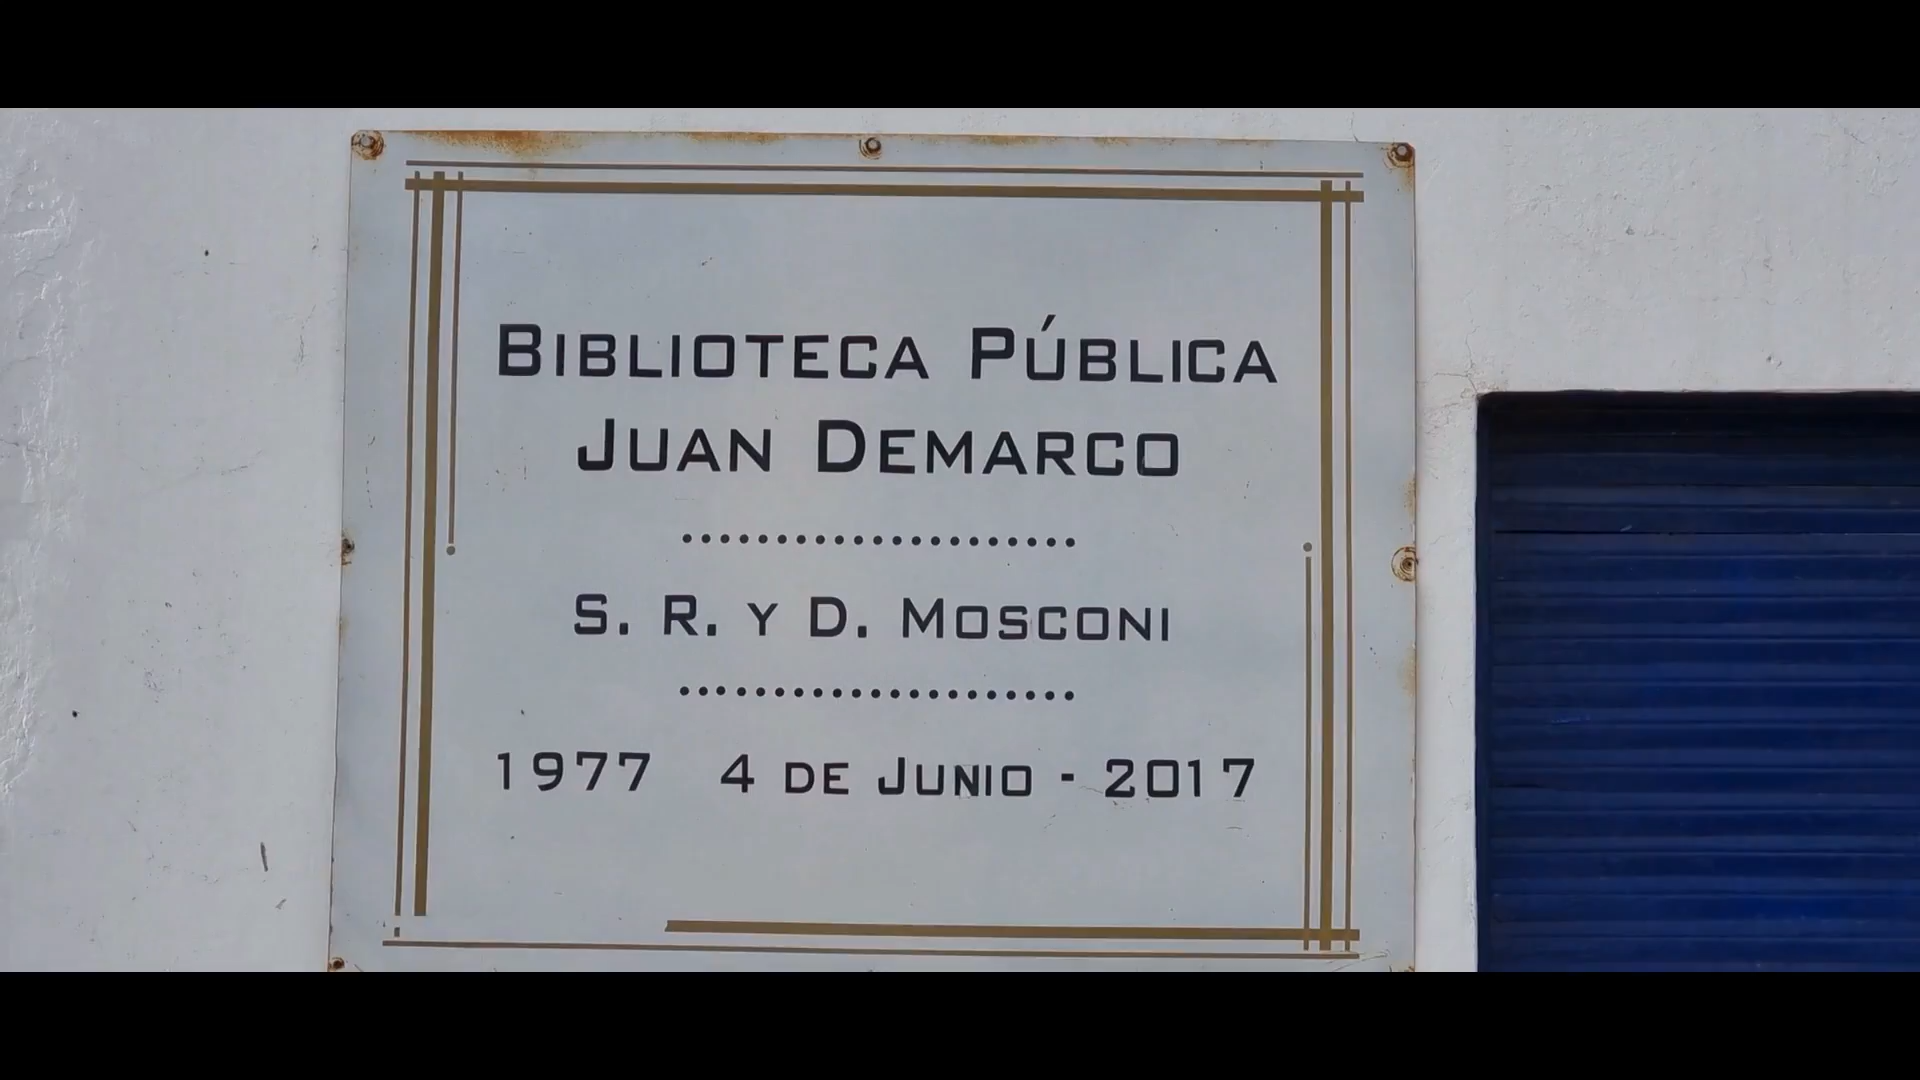 BIBLIOTECA PÚBLICA
JUAN DEMARCO
S. R. Y D. MOSCONI
1977 4 DE JUNIO - 2017